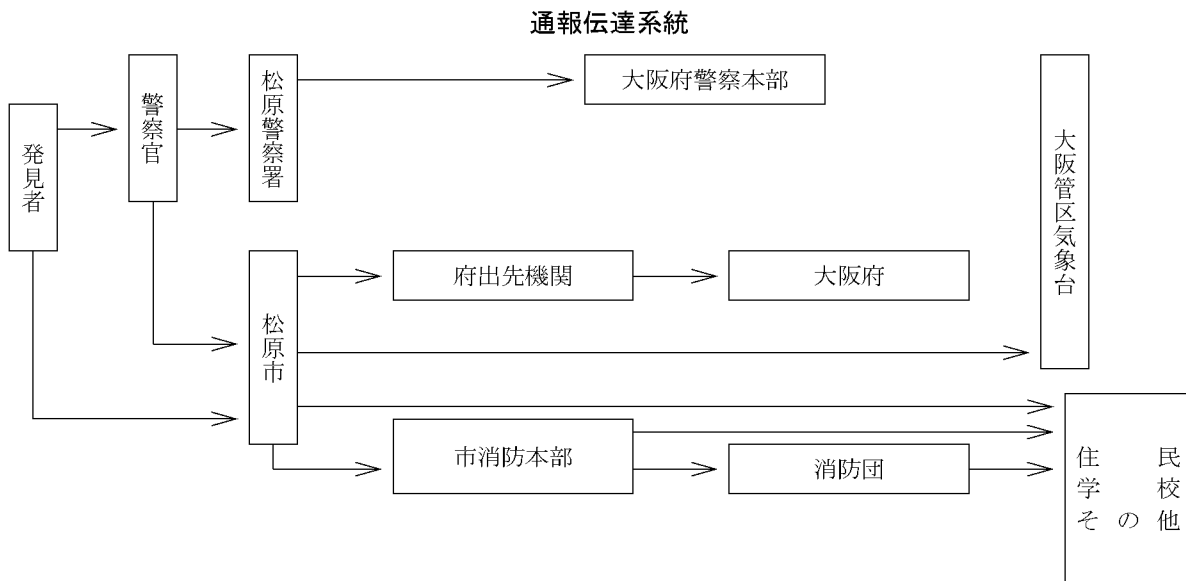 通報伝達系統
発見者
警察官
松原警察署
大阪府警察本部
大阪管区気象台
松原市
府出先機関
大阪府
市消防本部
消防団
住民
学校
その他